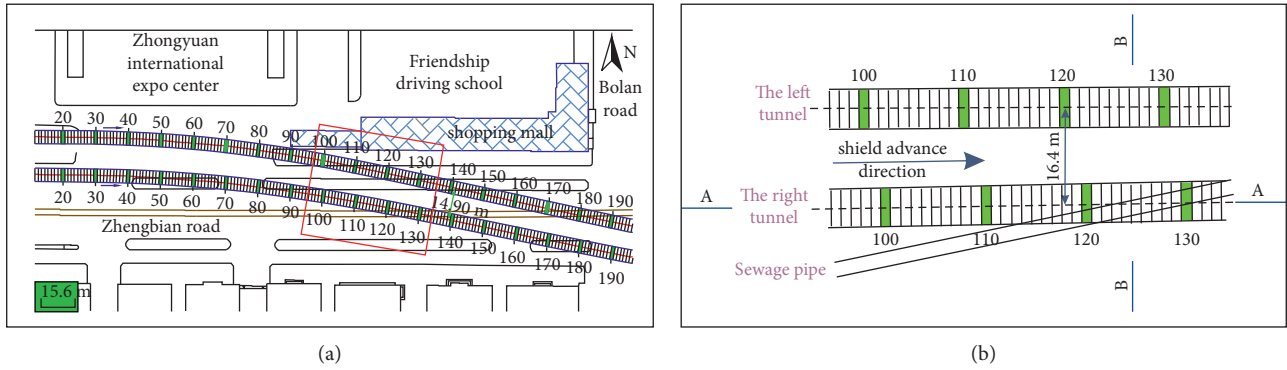 Zhongyuan
international
expo center
Friendship
driving school
N
Bolan
road
shopping mall
20 30 40 50 60 70 80 90 100 110 120 130 140 150 160 170 180 190
20 30 40 50 60 70 80 90 100 110 120 130 140 150 160 170 180 190
14.90 m
Zhengbian road
15.6 m
(a)
B
100 110 120 130
The left
tunnel
shield advance
direction
16.4 m
A
The right
tunnel
A
100 110 120 130
Sewage pipe
B
(b)